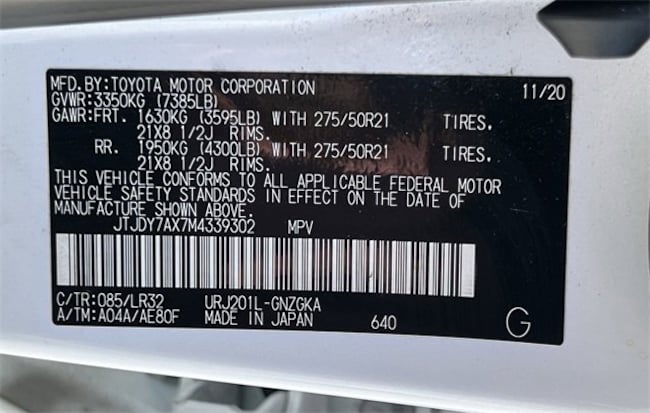 MFD. BY: TOYOTA MOTOR CORPORATION 11/20
GVWR: 3350KG (7385LB)
GAWR: FRT. 1630KG (3595LB) WITH 275/50R21 TIRES.
21X8 1/2J RIMS.
RR. 1950KG (4300LB) WITH 275/50R21 TIRES.
21X8 1/2J RIMS.
THIS VEHICLE CONFORMS TO ALL APPLICABLE FEDERAL MOTOR
VEHICLE SAFETY STANDARDS IN EFFECT ON THE DATE OF
MANUFACTURE SHOWN ABOVE.
JTJDY7AX7M4339302 MPV
C/TR: 085/LR32 URJ201L-GNZGKA
A/TM: A04A/AE80F MADE IN JAPAN 640 G